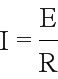 I = E/R